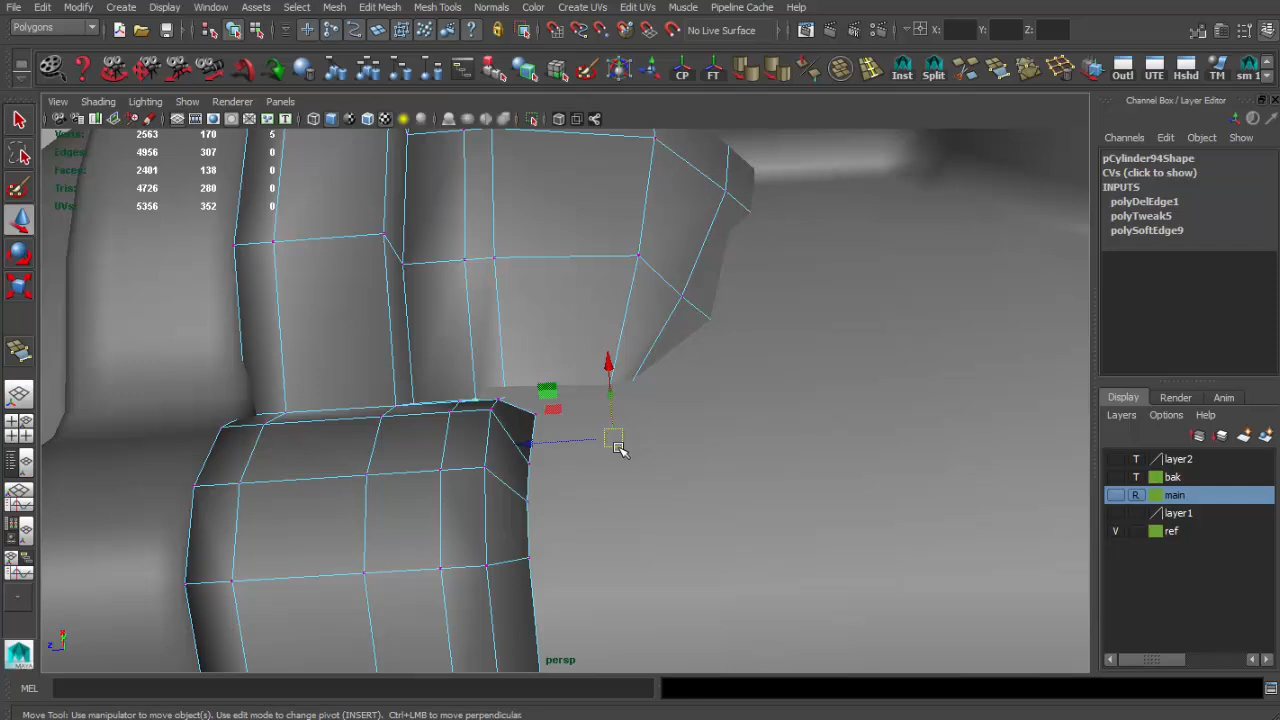 File Edit Modify Create Display Window Assets Select Mesh Edit Mesh Mesh Tools Normals Color Create UVs Edit UVs Muscle Pipeline Cache Help
Polygons No Live Surface X: Y: Z:
CP FT Inst Split Outl UTE Hshd TM sm 1
View Shading Lighting Show Renderer Panels
Channel Box / Layer Editor
Channels Edit Object Show
Verts: 2563 170 5
Edges: 4956 307 0
Faces: 2401 138 0
Tris: 4726 280 0
UVs: 5356 352 0
pCylinder94Shape
CVs (click to show)
INPUTS
polyDelEdge1
polyTweak5
polySoftEdge9
Display Render Anim
Layers Options Help
T layer2
T bak
R main
layer1
V ref
z
persp
MAYA
MEL
Move Tool: Use manipulator to move object(s). Use edit mode to change pivot (INSERT). Ctrl+LMB to move perpendicular.